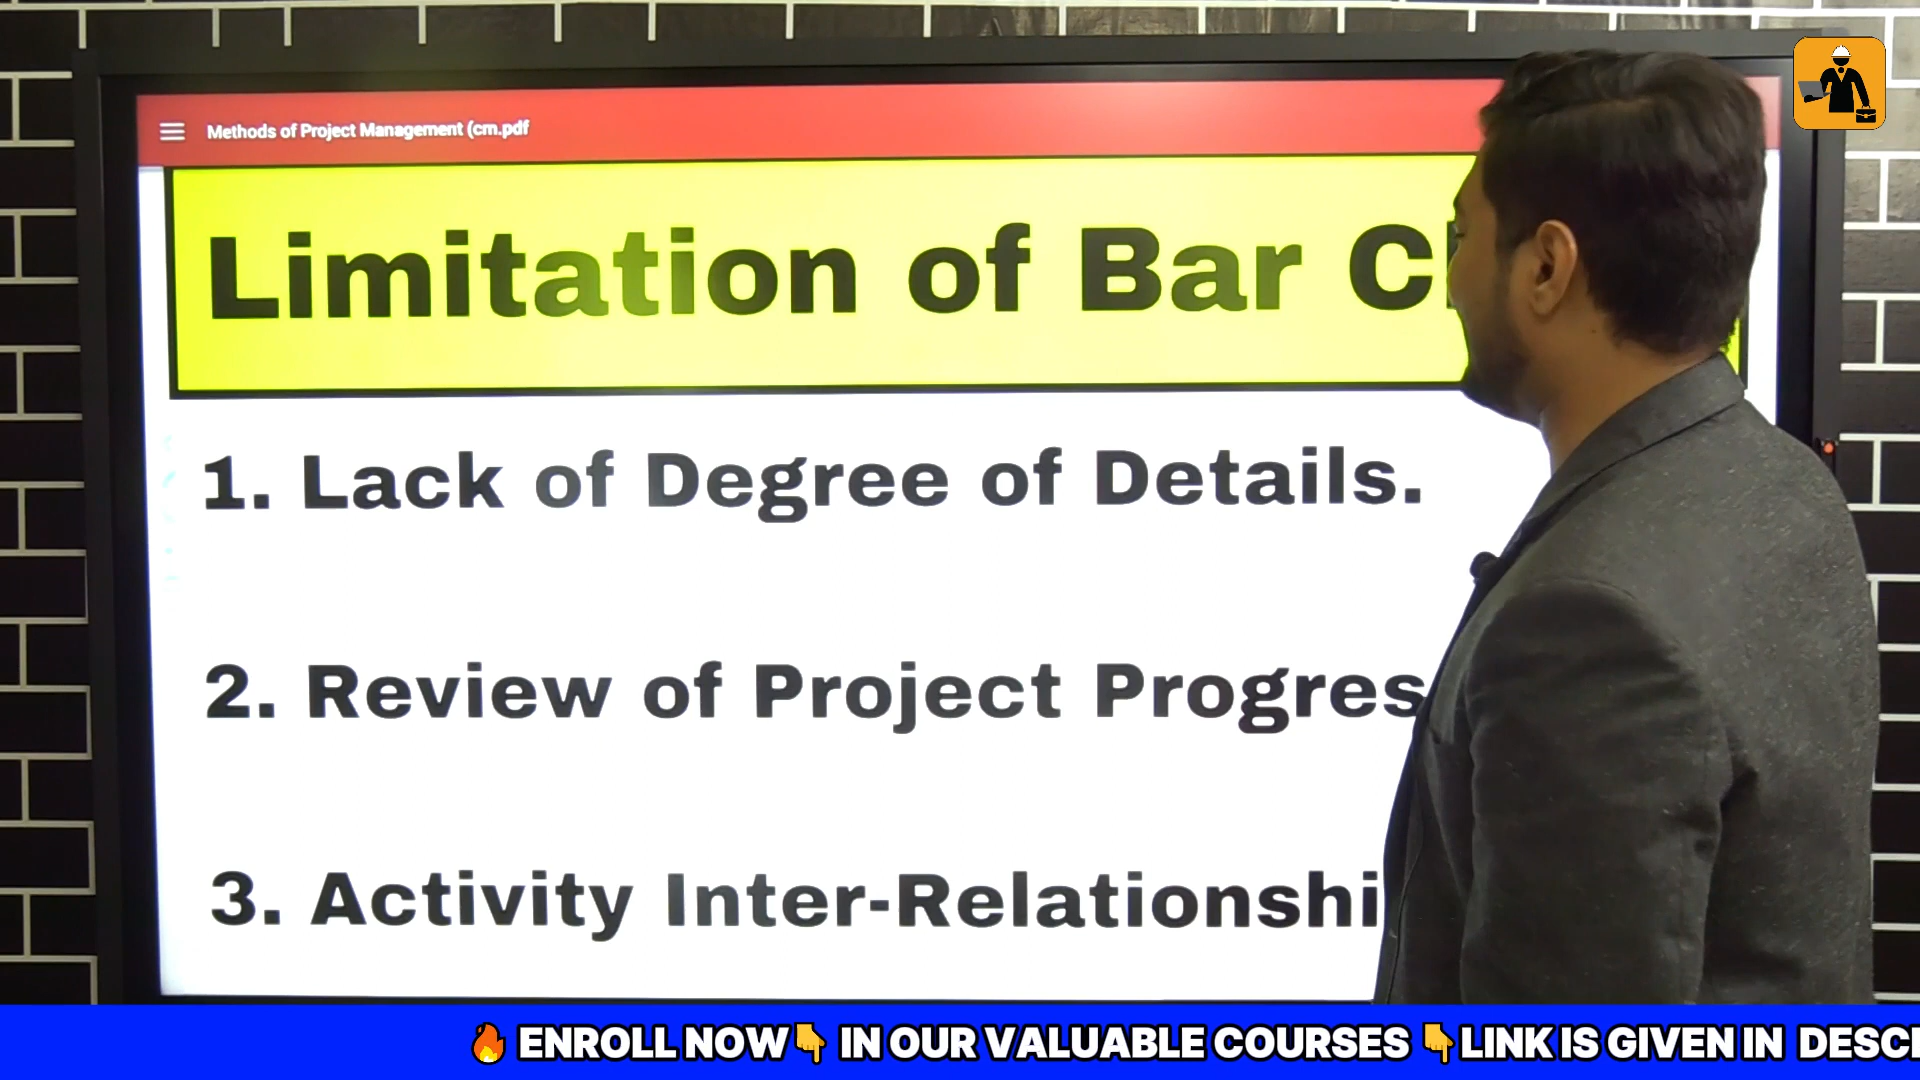 Methods of Project Management (cm.pdf
Limitation of Bar
1. Lack of Degree of Details.
2. Review of Project
3. Activity
🔥 ENROLL NOW👇 IN OUR VALUABLE COURSES 👇LINK IS GIVEN IN